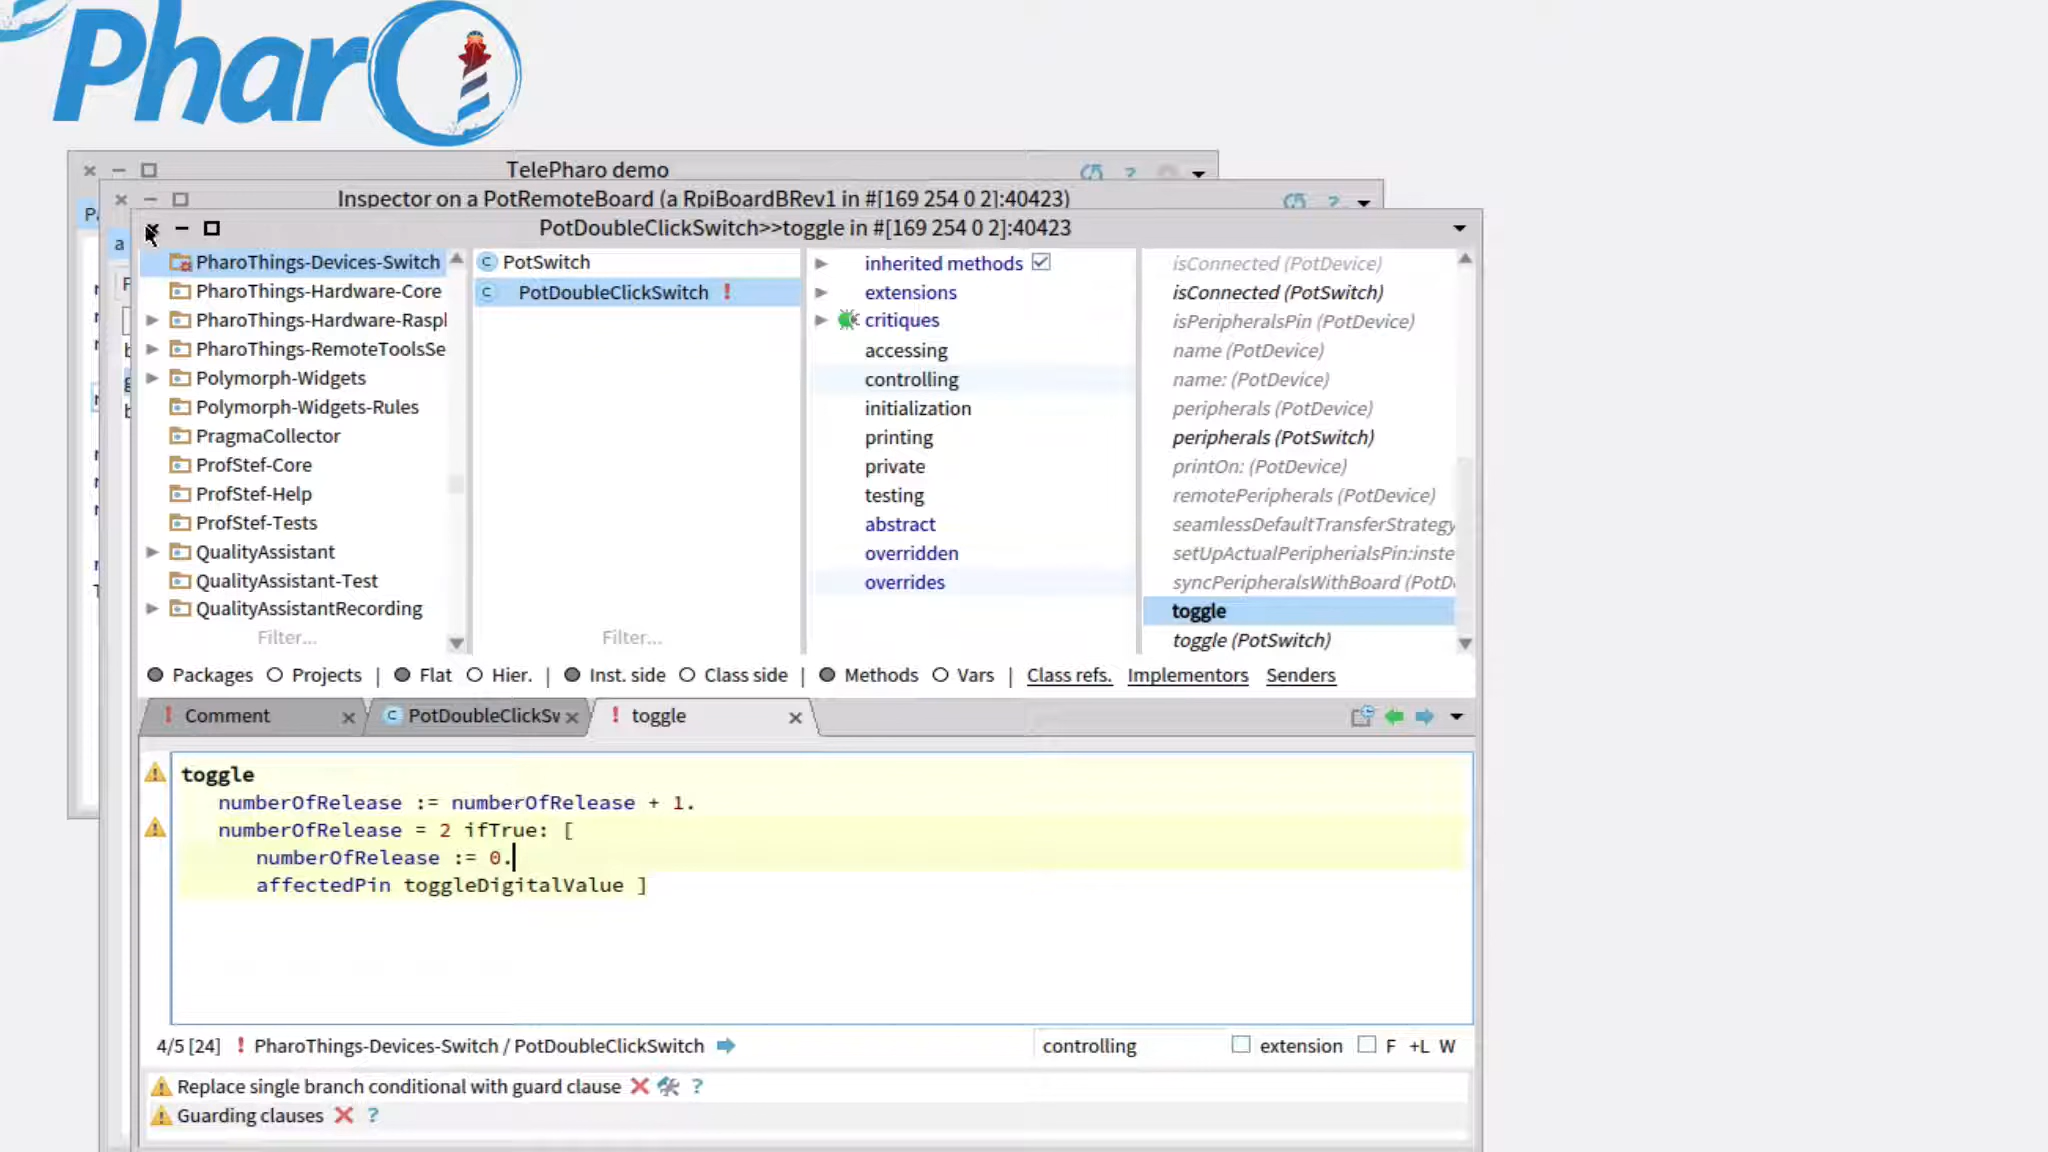 Pharo
TelePharo demo
Inspector on a PotRemoteBoard (a RpiBoardBRev1 in #[169 254 0 2]:40423)
PotDoubleClickSwitch>>toggle in #[169 254 0 2]:40423
PharoThings-Devices-Switch
PharoThings-Hardware-Core
PharoThings-Hardware-Raspl
PharoThings-RemoteToolsSe
Polymorph-Widgets
Polymorph-Widgets-Rules
PragmaCollector
ProfStef-Core
ProfStef-Help
ProfStef-Tests
QualityAssistant
QualityAssistant-Test
QualityAssistantRecording
Filter...
PotSwitch
PotDoubleClickSwitch !
Filter...
inherited methods
extensions
critiques
accessing
controlling
initialization
printing
private
testing
abstract
overridden
overrides
isConnected (PotDevice)
isConnected (PotSwitch)
isPeripheralsPin (PotDevice)
name (PotDevice)
name: (PotDevice)
peripherals (PotDevice)
peripherals (PotSwitch)
printOn: (PotDevice)
remotePeripherals (PotDevice)
seamlessDefaultTransferStrategy
setUpActualPeripherialsPin:inste
syncPeripheralsWithBoard (PotD
toggle
toggle (PotSwitch)
Packages Projects | Flat Hier. | Inst. side Class side | Methods Vars | Class refs. Implementors Senders
! Comment C PotDoubleClickSv ! toggle
toggle
numberOfRelease := numberOfRelease + 1.
numberOfRelease = 2 ifTrue: [
numberOfRelease := 0.
affectedPin toggleDigitalValue ]
4/5 [24] ! PharoThings-Devices-Switch / PotDoubleClickSwitch controlling extension F +L W
Replace single branch conditional with guard clause ?
Guarding clauses ?